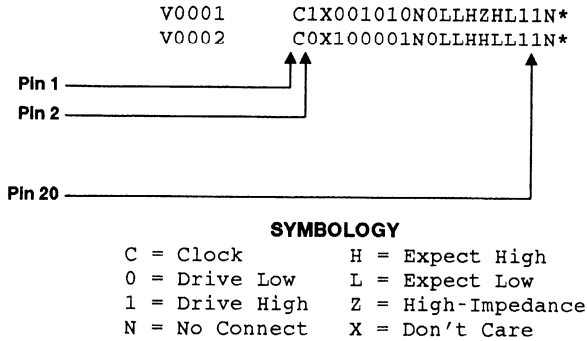 V0001 C1X001010N0LLHZHL11N*
V0002 C0X100001N0LLHHLL11N*
Pin 1
Pin 2
Pin 20
SYMBOLOGY
C = Clock H = Expect High
0 = Drive Low L = Expect Low
1 = Drive High Z = High-Impedance
N = No Connect X = Don't Care